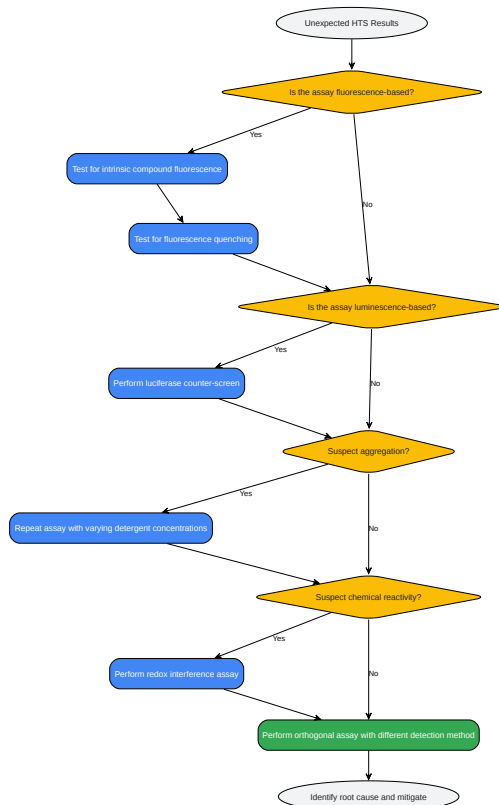 Unexpected HTS Results
Is the assay fluorescence-based?
Yes
Test for intrinsic compound fluorescence
No
Test for fluorescence quenching
Is the assay luminescence-based?
Yes
Perform luciferase counter-screen
No
Suspect aggregation?
Yes
Repeat assay with varying detergent concentrations
No
Suspect chemical reactivity?
Yes
Perform redox interference assay
No
Perform orthogonal assay with different detection method
Identify root cause and mitigate